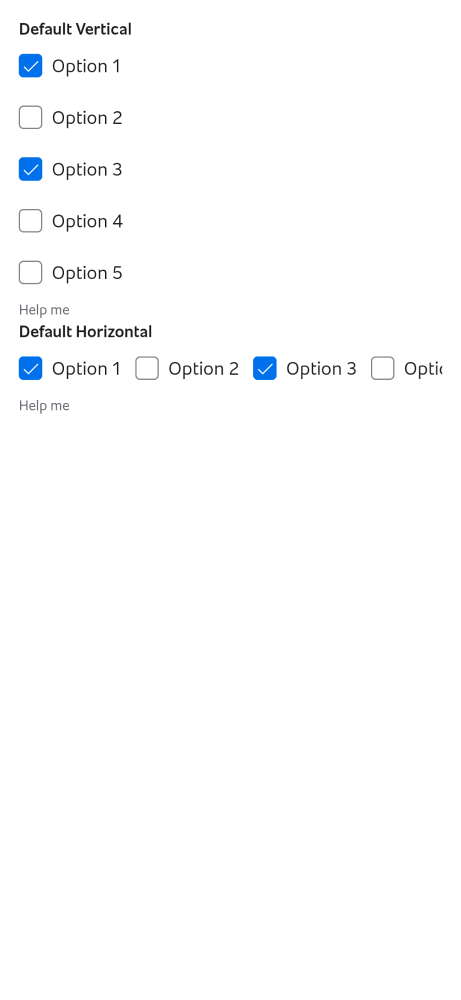 Default Vertical
Option 1
Option 2
Option 3
Option 4
Option 5
Help me
Default Horizontal
Option 1 Option 2 Option 3
Help me